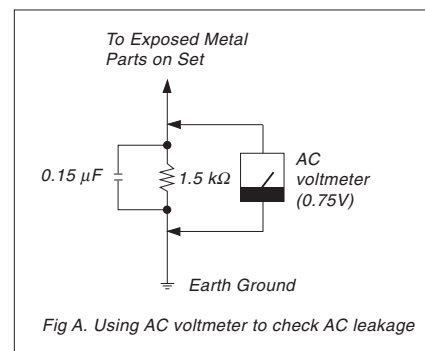 To Exposed Metal
Parts on Set
0.15 μF
1.5 kΩ
AC
voltmeter
(0.75V)
Earth Ground
Fig A. Using AC voltmeter to check AC leakage